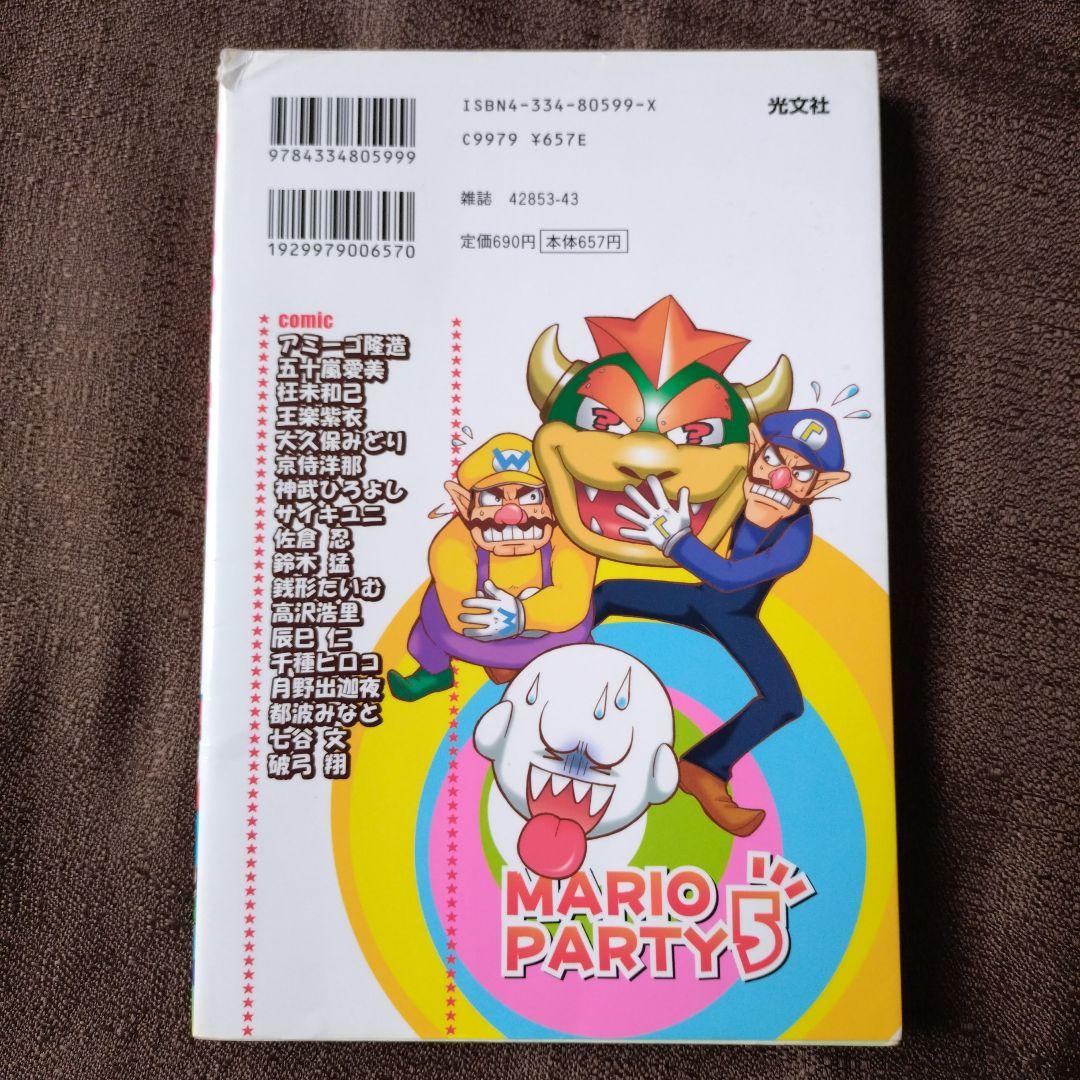 ISBN4-334-80599-X
光文社
C9979 ¥657E
9784334805999
雑誌 42853-43
1929979006570
定価690円 本体657円
comic
アミーゴ隆造
五十嵐愛美
枉未和己
王楽紫衣
大久保みどり
京侍洋那
神武ひろよし
サイキユニ
佐倉 忍
鈴木 猛
銭形たいむ
高沢浩里
辰巳 仁
千種ヒロコ
月野出迦夜
都波みなと
七谷 文
破弓 翔
W
W
Γ
Γ
? ?
MARIO
PARTY 5